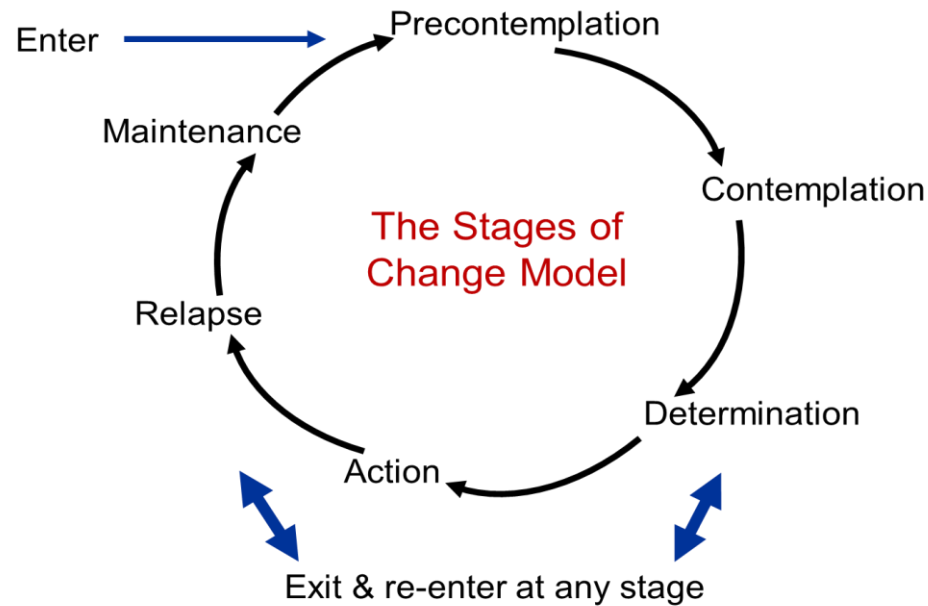 Enter
Precontemplation
Maintenance
Contemplation
The Stages of
Change Model
Relapse
Determination
Action
Exit & re-enter at any stage